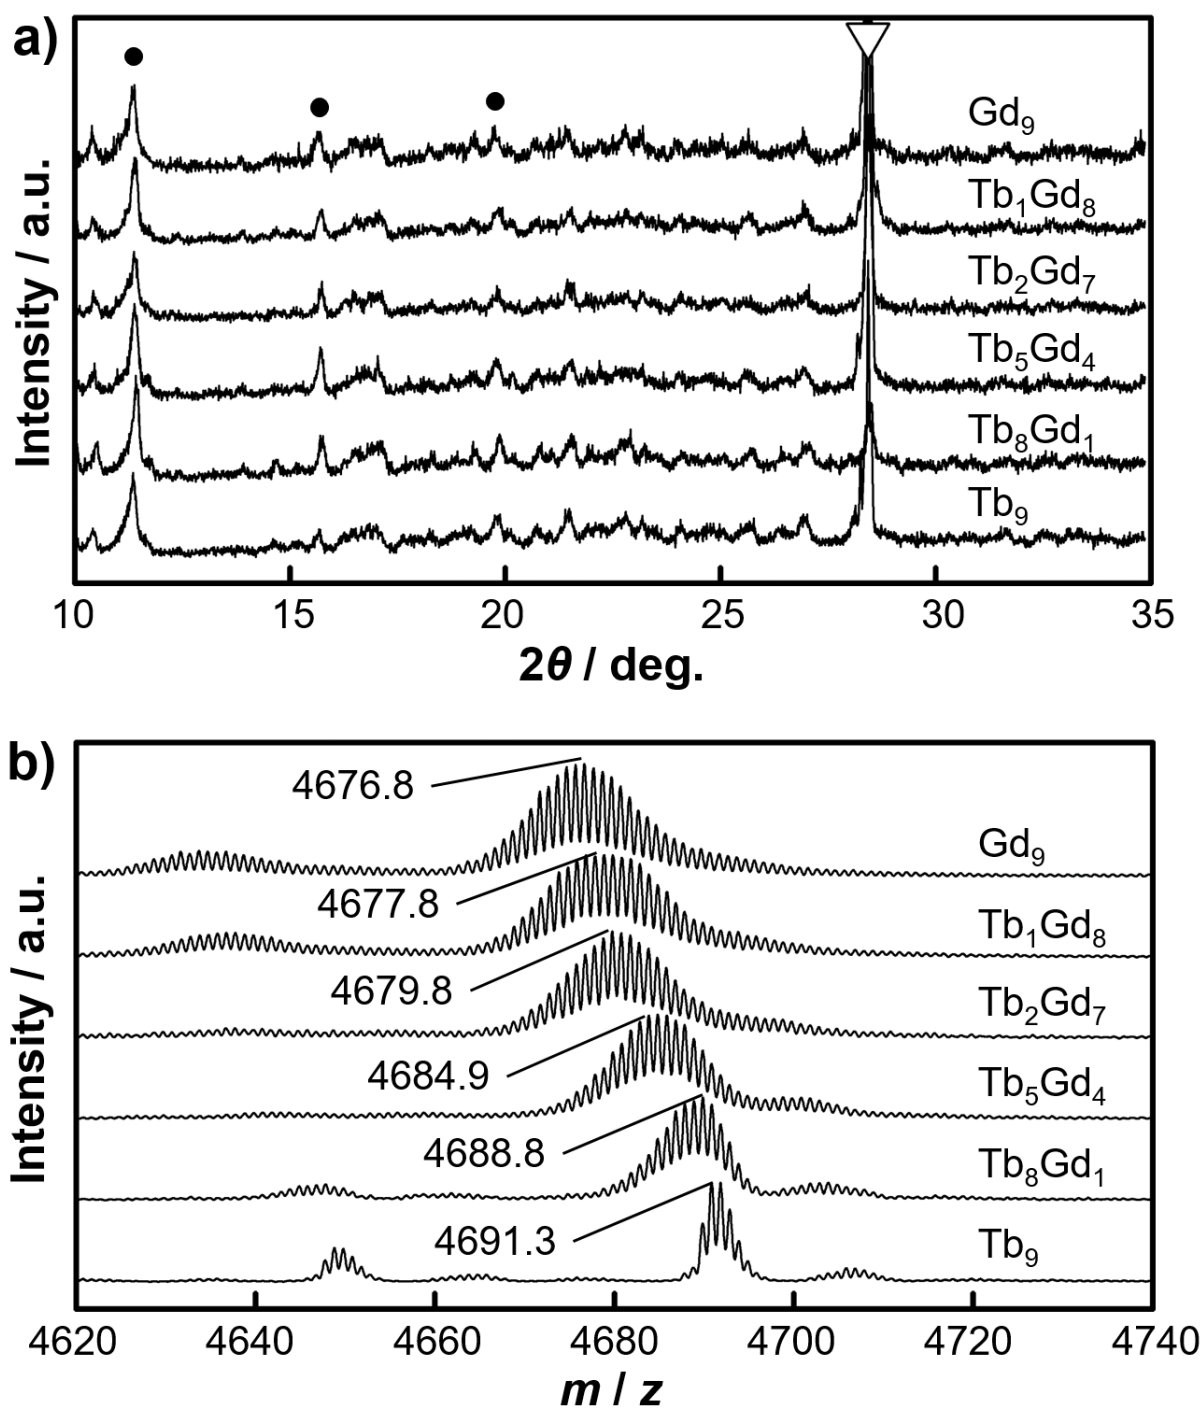 a)
Intensity / a.u.
Gd₉
Tb₁Gd₈
Tb₂Gd₇
Tb₅Gd₄
Tb₈Gd₁
Tb₉
10 15 20 25 30 35
2θ / deg.
b)
Intensity / a.u.
4676.8
Gd₉
4677.8
Tb₁Gd₈
4679.8
Tb₂Gd₇
4684.9
Tb₅Gd₄
4688.8
Tb₈Gd₁
4691.3
Tb₉
4620 4640 4660 4680 4700 4720 4740
m / z